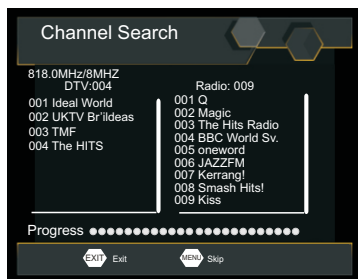 Channel Search
818.0MHz/8MHZ
DTV:004
001 Ideal World
002 UKTV Br'ildeas
003 TMF
004 The HITS
Radio: 009
001 Q
002 Magic
003 The Hits Radio
004 BBC World Sv.
005 oneword
006 JAZZFM
007 Kerrang!
008 Smash Hits!
009 Kiss
Progress
EXIT Exit
MENU Skip